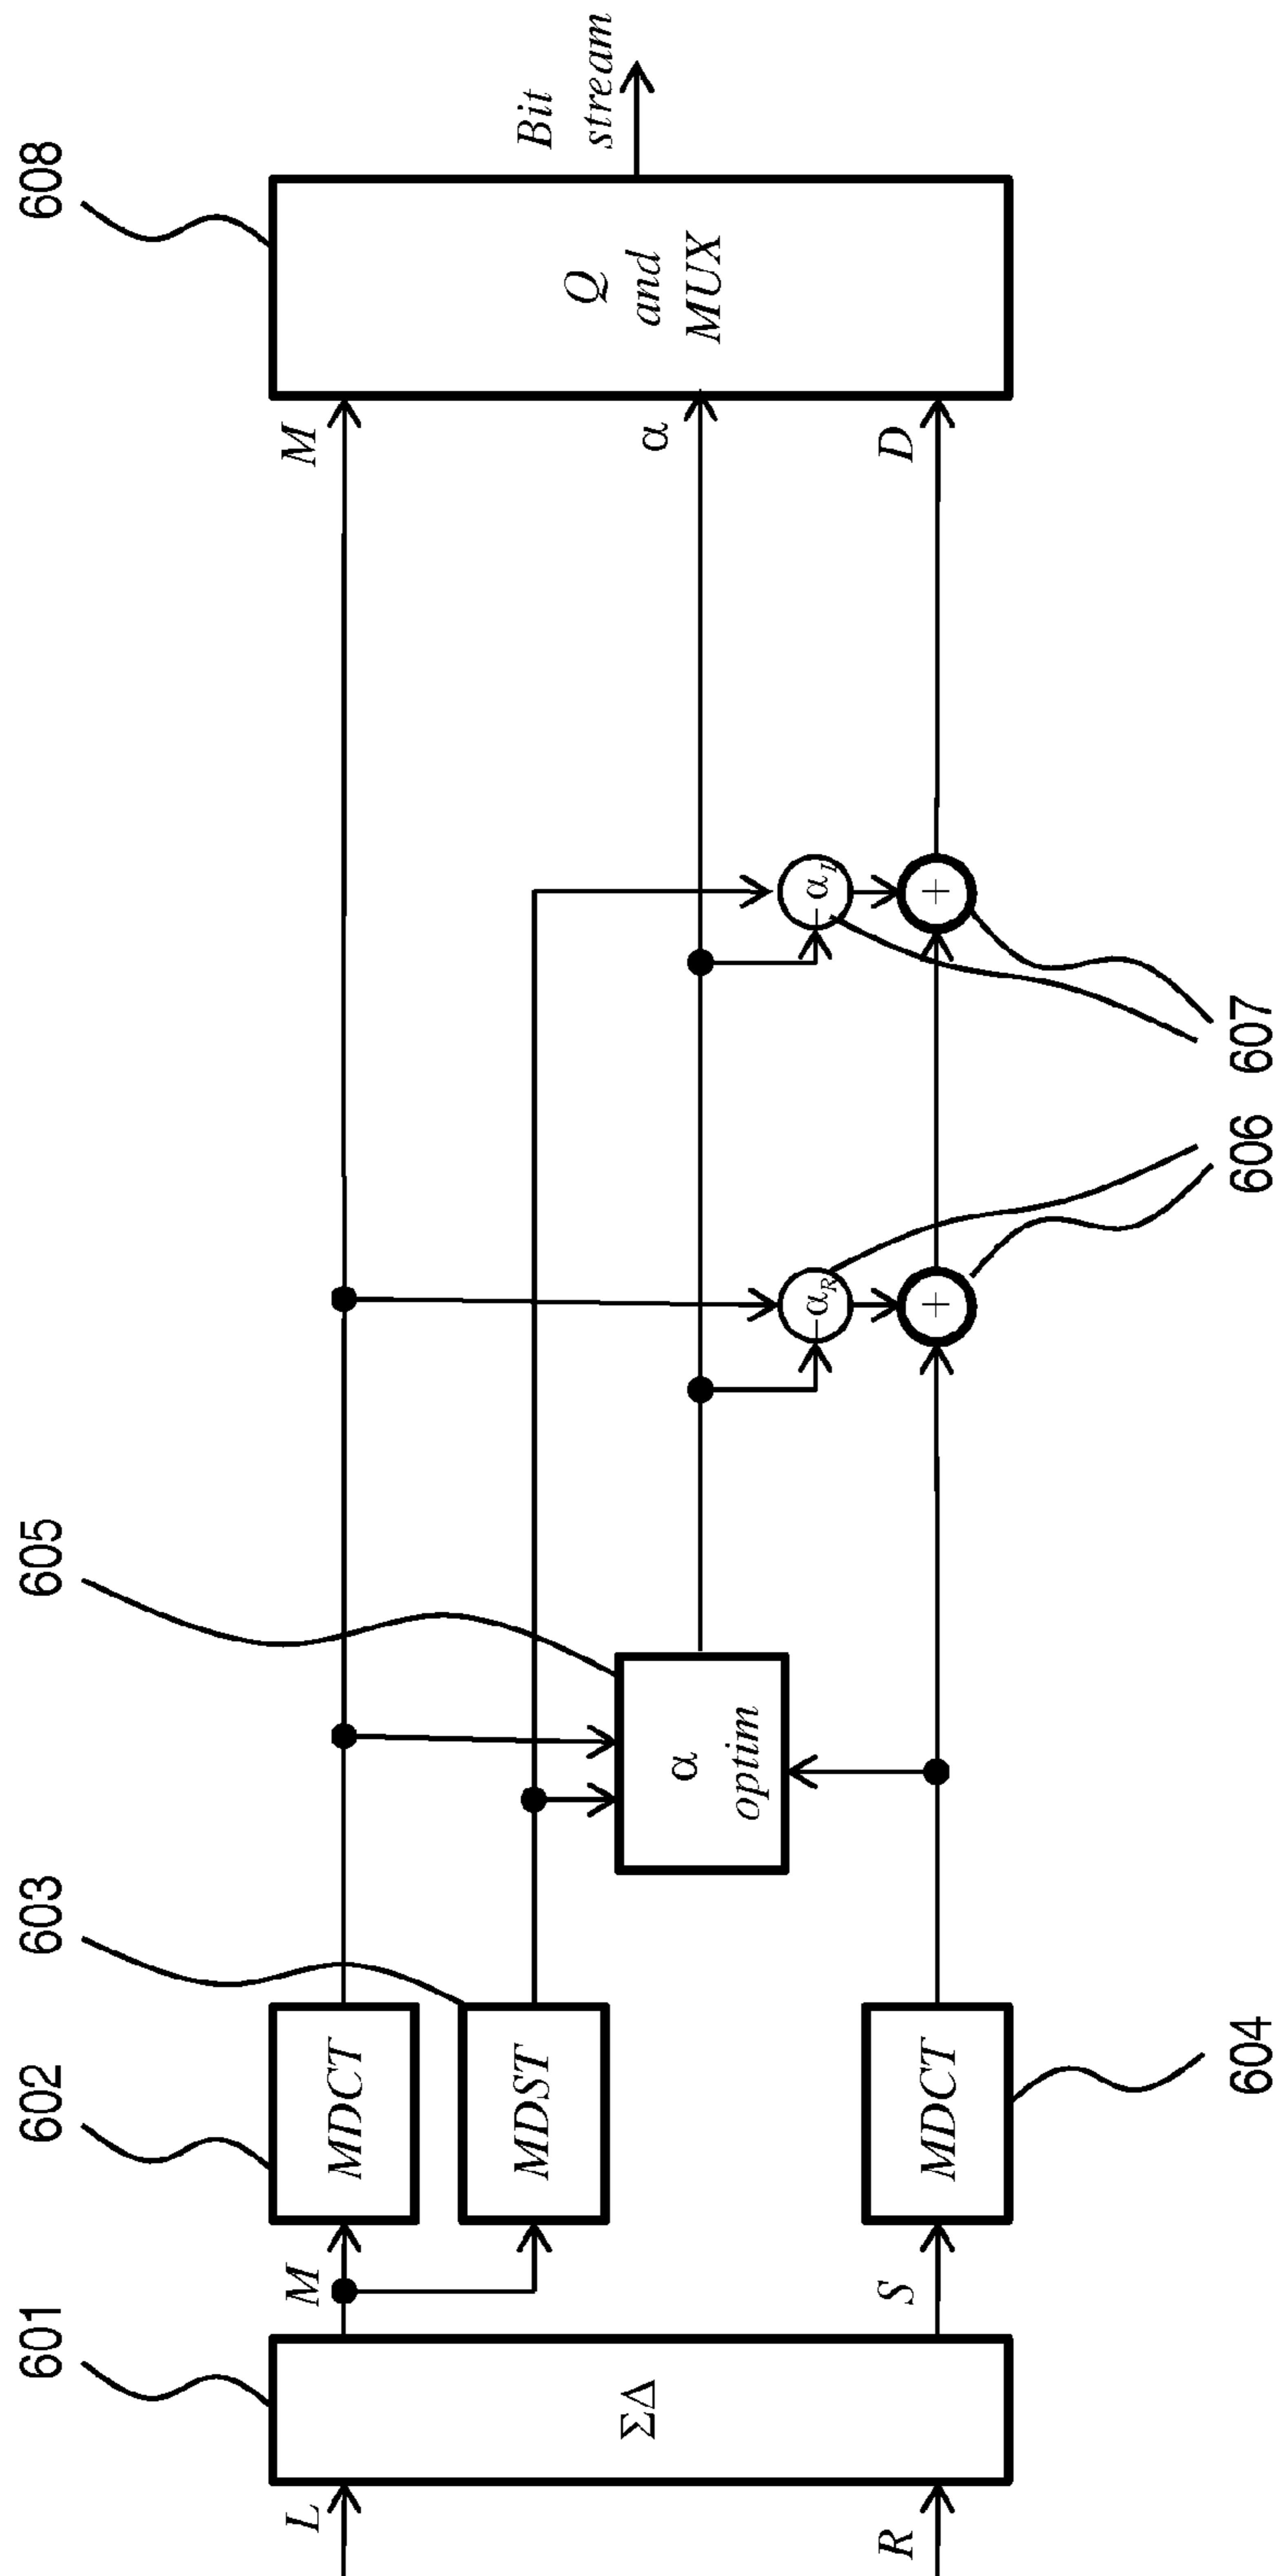 601
602
603
605
608
L
M
MDCT
M
Bit
stream
MDST
ΣΔ
α
optim
α
Q
and
MUX
–α_R
–α_I
R
S
MDCT
+
+
D
604
606
607